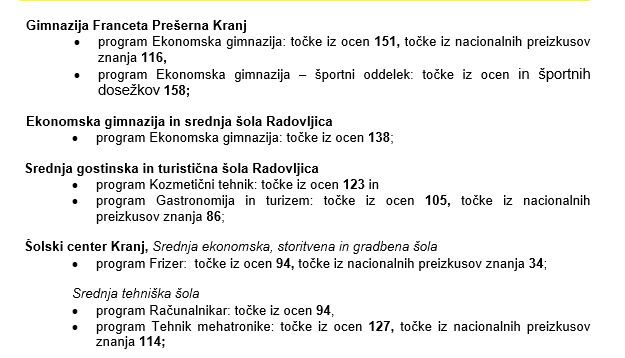 Gimnazija Franceta Prešerna Kranj
• program Ekonomska gimnazija: točke iz ocen 151, točke iz nacionalnih preizkusov
znanja 116,
• program Ekonomska gimnazija – športni oddelek: točke iz ocen in športnih
dosežkov 158;
Ekonomska gimnazija in srednja šola Radovljica
• program Ekonomska gimnazija: točke iz ocen 138;
Srednja gostinska in turistična šola Radovljica
• program Kozmetični tehnik: točke iz ocen 123 in
• program Gastronomija in turizem: točke iz ocen 105, točke iz nacionalnih
preizkusov znanja 86;
Šolski center Kranj, Srednja ekonomska, storitvena in gradbena šola
• program Frizer: točke iz ocen 94, točke iz nacionalnih preizkusov znanja 34;
Srednja tehniška šola
• program Računalnikar: točke iz ocen 94,
• program Tehnik mehatronike: točke iz ocen 127, točke iz nacionalnih preizkusov
znanja 114;